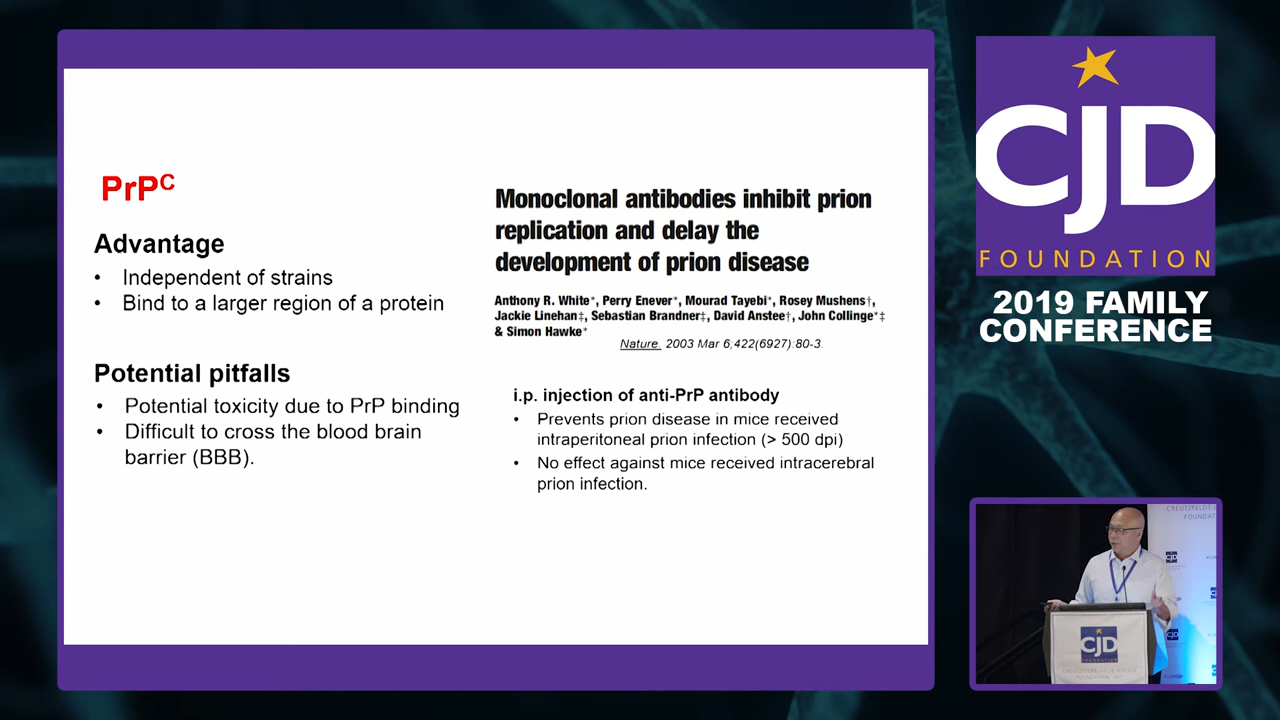 PrPC
Advantage
• Independent of strains
• Bind to a larger region of a protein
Potential pitfalls
• Potential toxicity due to PrP binding
• Difficult to cross the blood brain
barrier (BBB).
Monoclonal antibodies inhibit prion
replication and delay the
development of prion disease
Anthony R. White*, Perry Enever*, Mourad Tayebi*, Rosey Mushens†,
Jackie Linehan‡, Sebastian Brandner‡, David Anstee†, John Collinge*‡
& Simon Hawke*
Nature. 2003 Mar 6;422(6927):80-3.
i.p. injection of anti-PrP antibody
• Prevents prion disease in mice received
intraperitoneal prion infection (> 500 dpi)
• No effect against mice received intracerebral
prion infection.
CJD
FOUNDATION
2019 FAMILY
CONFERENCE
CJD
FOUNDATION